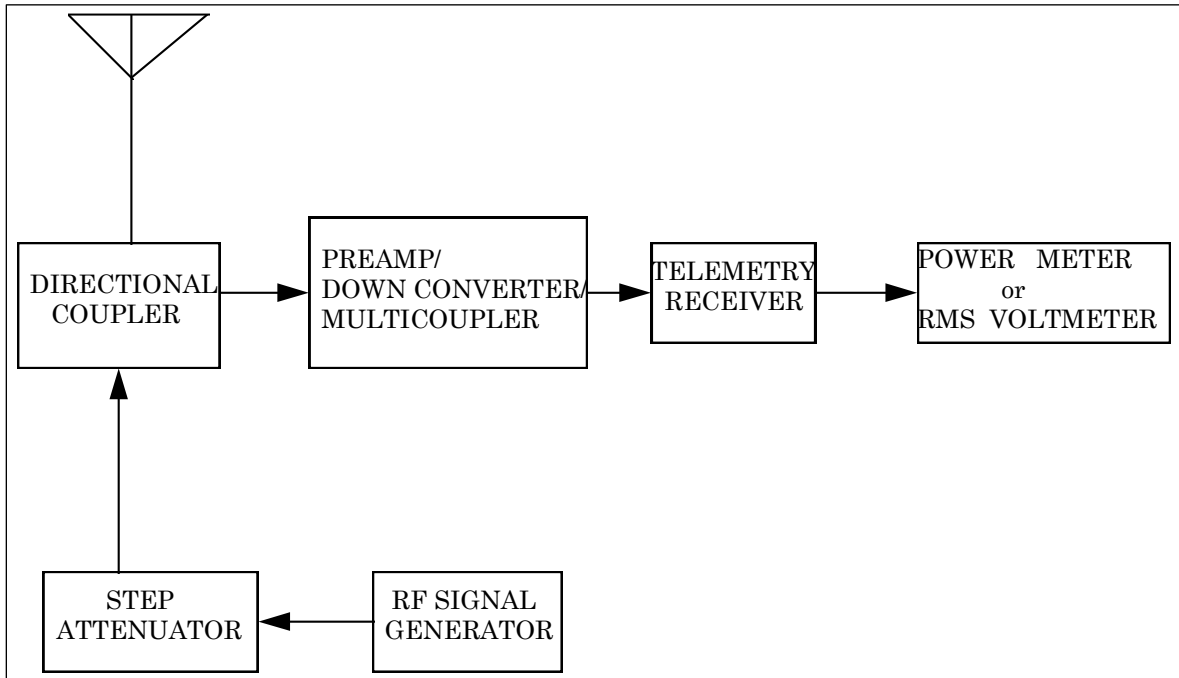 DIRECTIONAL
COUPLER
PREAMP/
DOWN CONVERTER/
MULTICOUPLER
TELEMETRY
RECEIVER
POWER METER
or
RMS VOLTMETER
STEP
ATTENUATOR
RF SIGNAL
GENERATOR